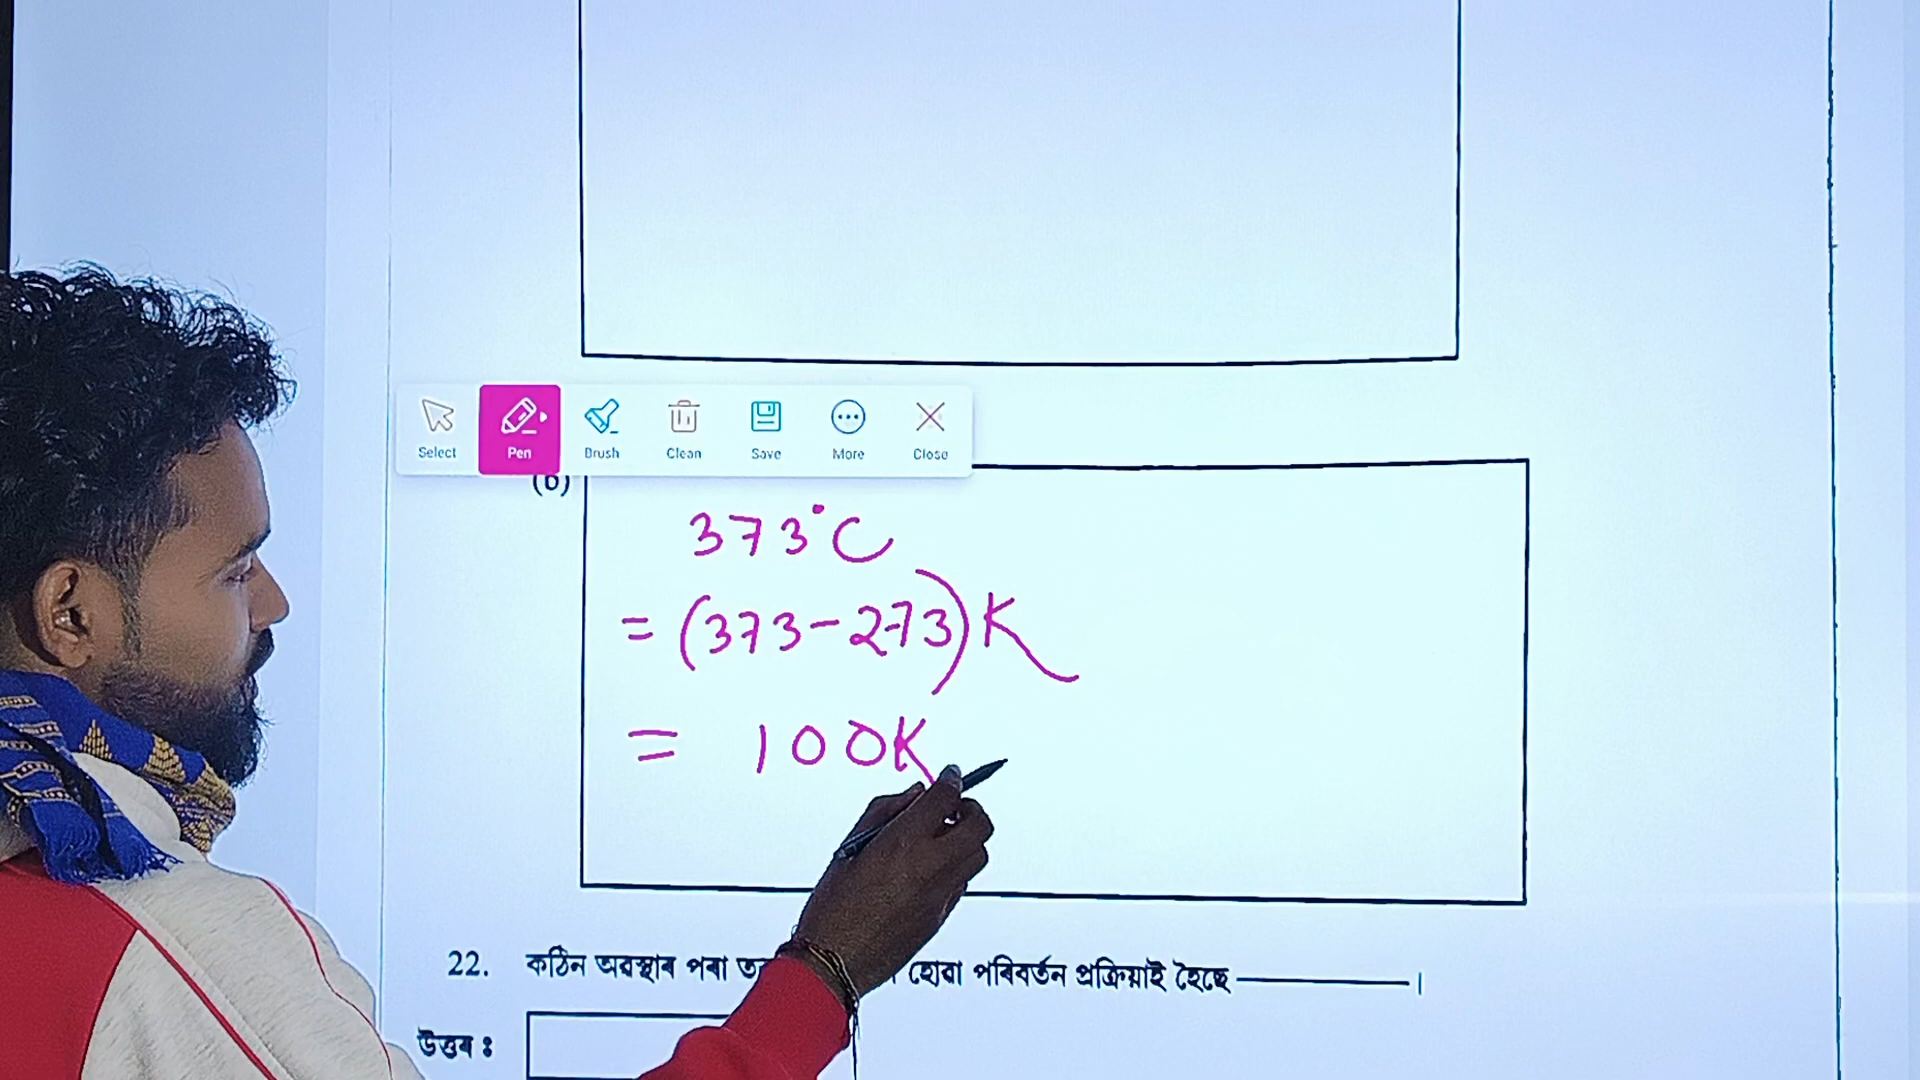 Select Pen Brush Clean Save More Close
(b)
373°C
= (373-273)K
= 100K
22. কঠিন অৱস্থাৰ পৰা হোৱা পৰিবৰ্তন প্ৰক্ৰিয়াই হৈছে ।
উত্তৰ ঃ